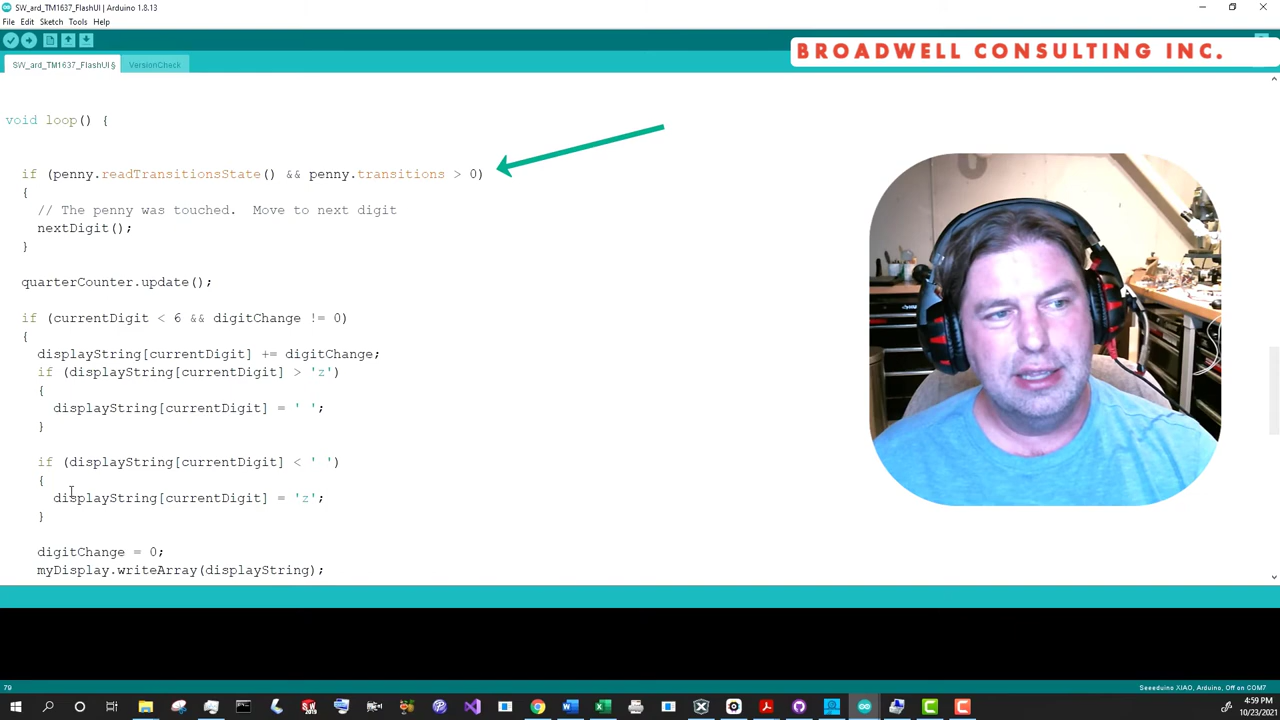 SW_ard_TM1637_FlashUI | Arduino 1.8.13
File Edit Sketch Tools Help
BROADWELL CONSULTING INC.
SW_ard_TM1637_FlashUI § VersionCheck
void loop() {
if (penny.readTransitionsState() && penny.transitions > 0)
{
// The penny was touched.  Move to next digit
nextDigit();
}
quarterCounter.update();
if (currentDigit < 6 && digitChange != 0)
{
displayString[currentDigit] += digitChange;
if (displayString[currentDigit] > 'z')
{
displayString[currentDigit] = ' ';
}
if (displayString[currentDigit] < ' ')
{
displayString[currentDigit] = 'z';
}
digitChange = 0;
myDisplay.writeArray(displayString);
79
Seeeduino XIAO, Arduino, Off on COM7
4:59 PM
10/23/2021